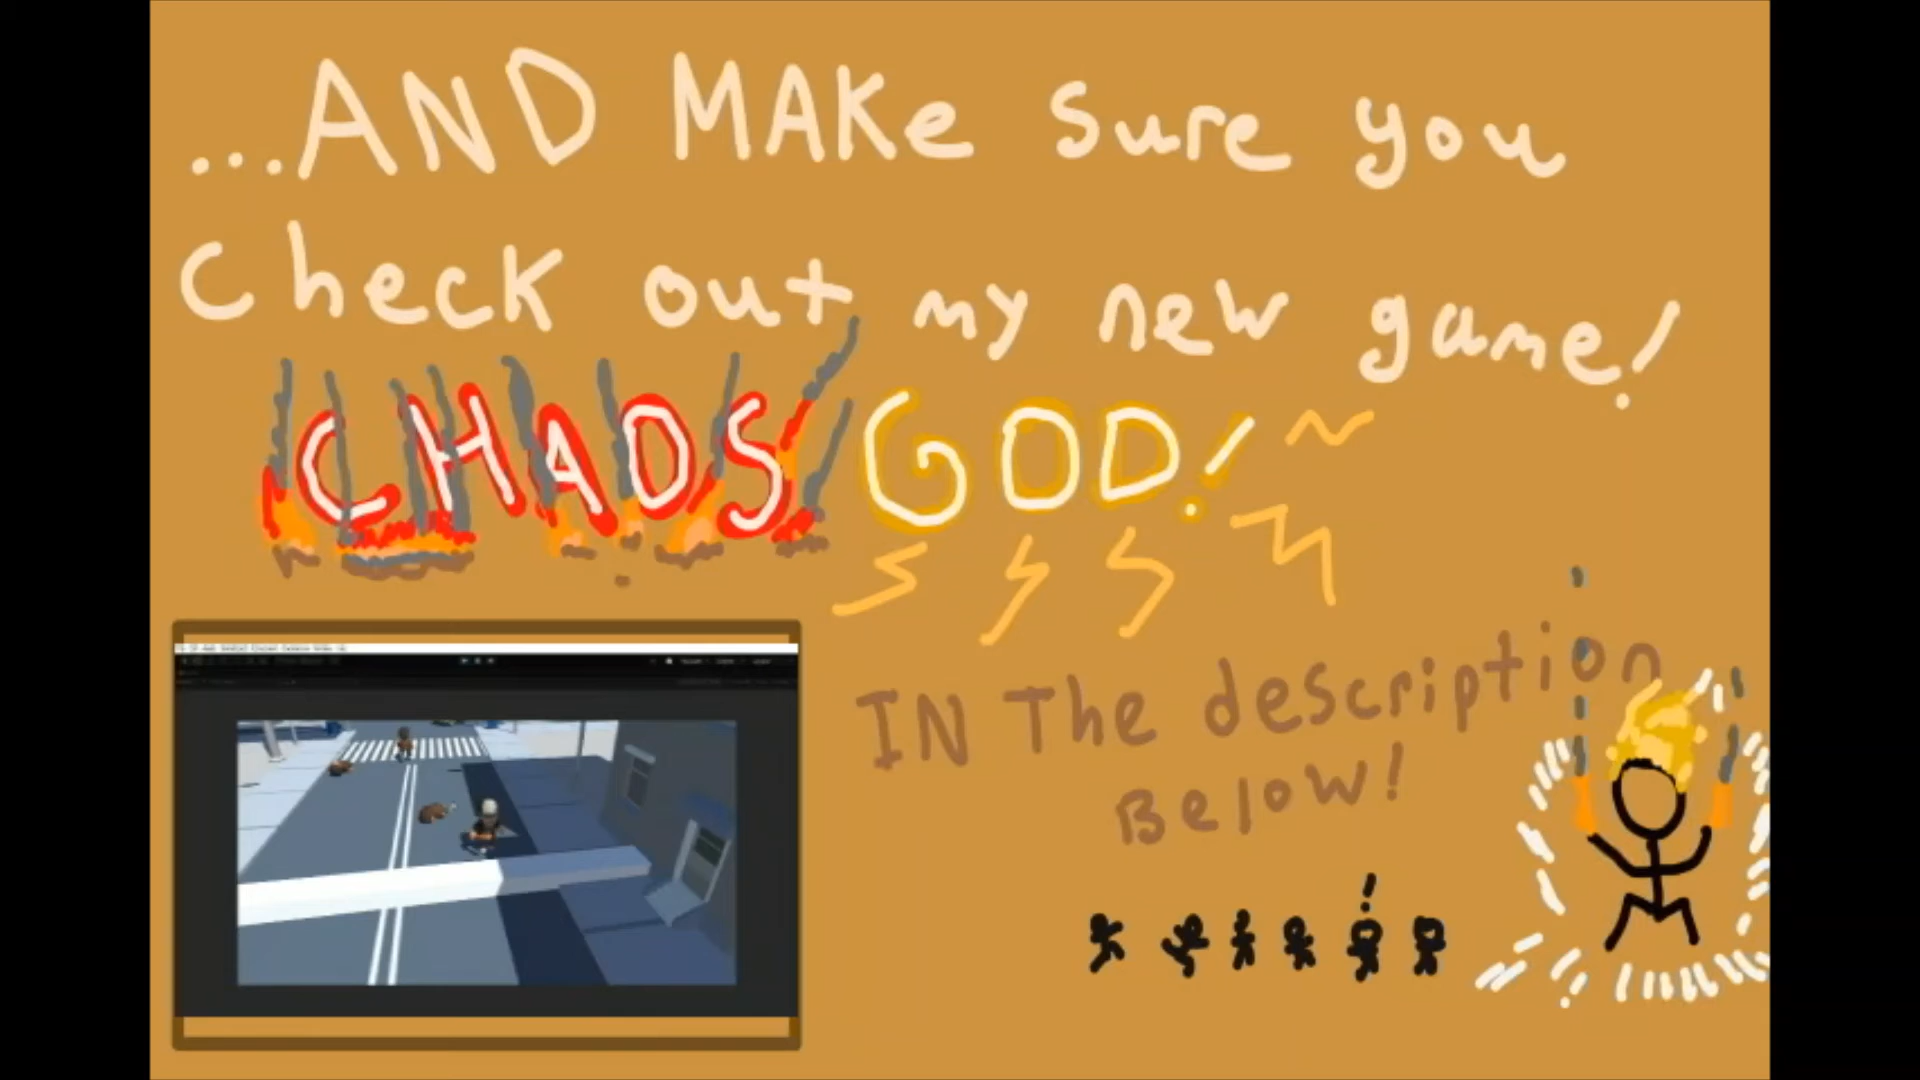 ...AND MAKe Sure you
Check out my new game!
CHAOS GOD!
IN The description
Below!
!